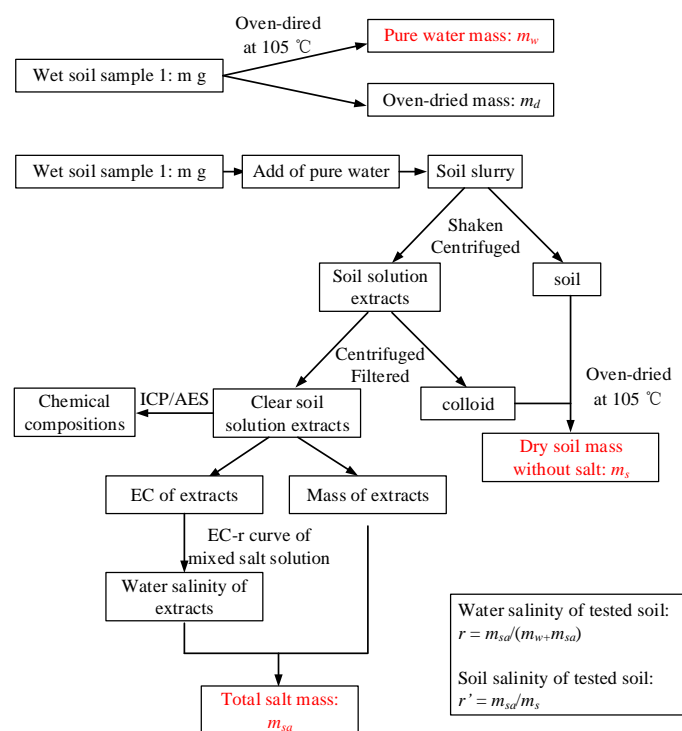 Oven-dired
at 105 ℃
Pure water mass: m_w
Wet soil sample 1: m g
Oven-dried mass: m_d
Wet soil sample 1: m g
Add of pure water
Soil slurry
Shaken
Centrifuged
Soil solution
extracts
soil
Centrifuged
Filtered
Oven-dried
at 105 ℃
Chemical
compositions
ICP/AES
Clear soil
solution extracts
colloid
Dry soil mass
without salt: m_s
EC of extracts
Mass of extracts
EC-r curve of
mixed salt solution
Water salinity of
extracts
Water salinity of tested soil:
r = m_sa/(m_w+m_sa)
Soil salinity of tested soil:
r' = m_sa/m_s
Total salt mass:
m_sa